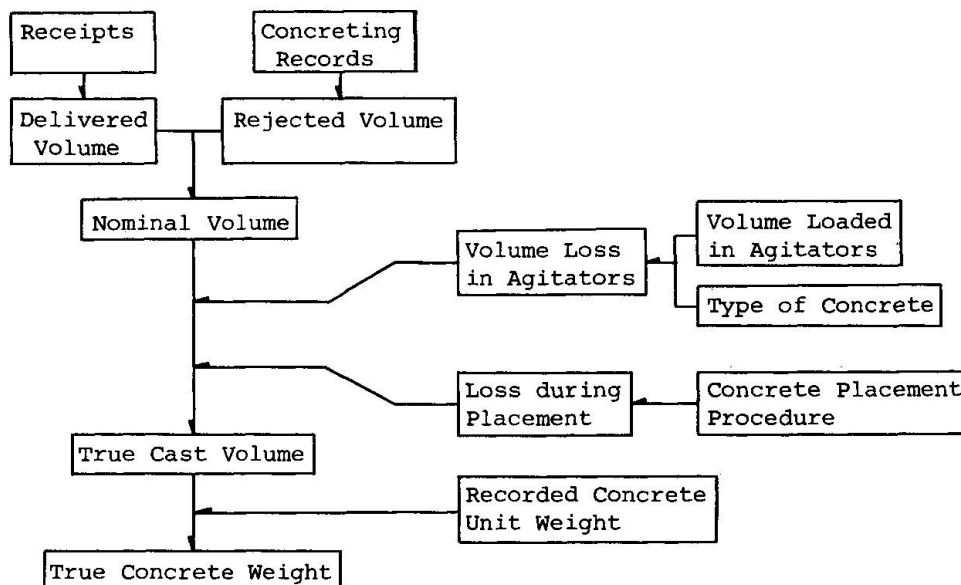 Receipts
Concreting
Records
Delivered
Volume
Rejected Volume
Nominal Volume
Volume Loss
in Agitators
Volume Loaded
in Agitators
Type of Concrete
Loss during
Placement
Concrete Placement
Procedure
True Cast Volume
Recorded Concrete
Unit Weight
True Concrete Weight